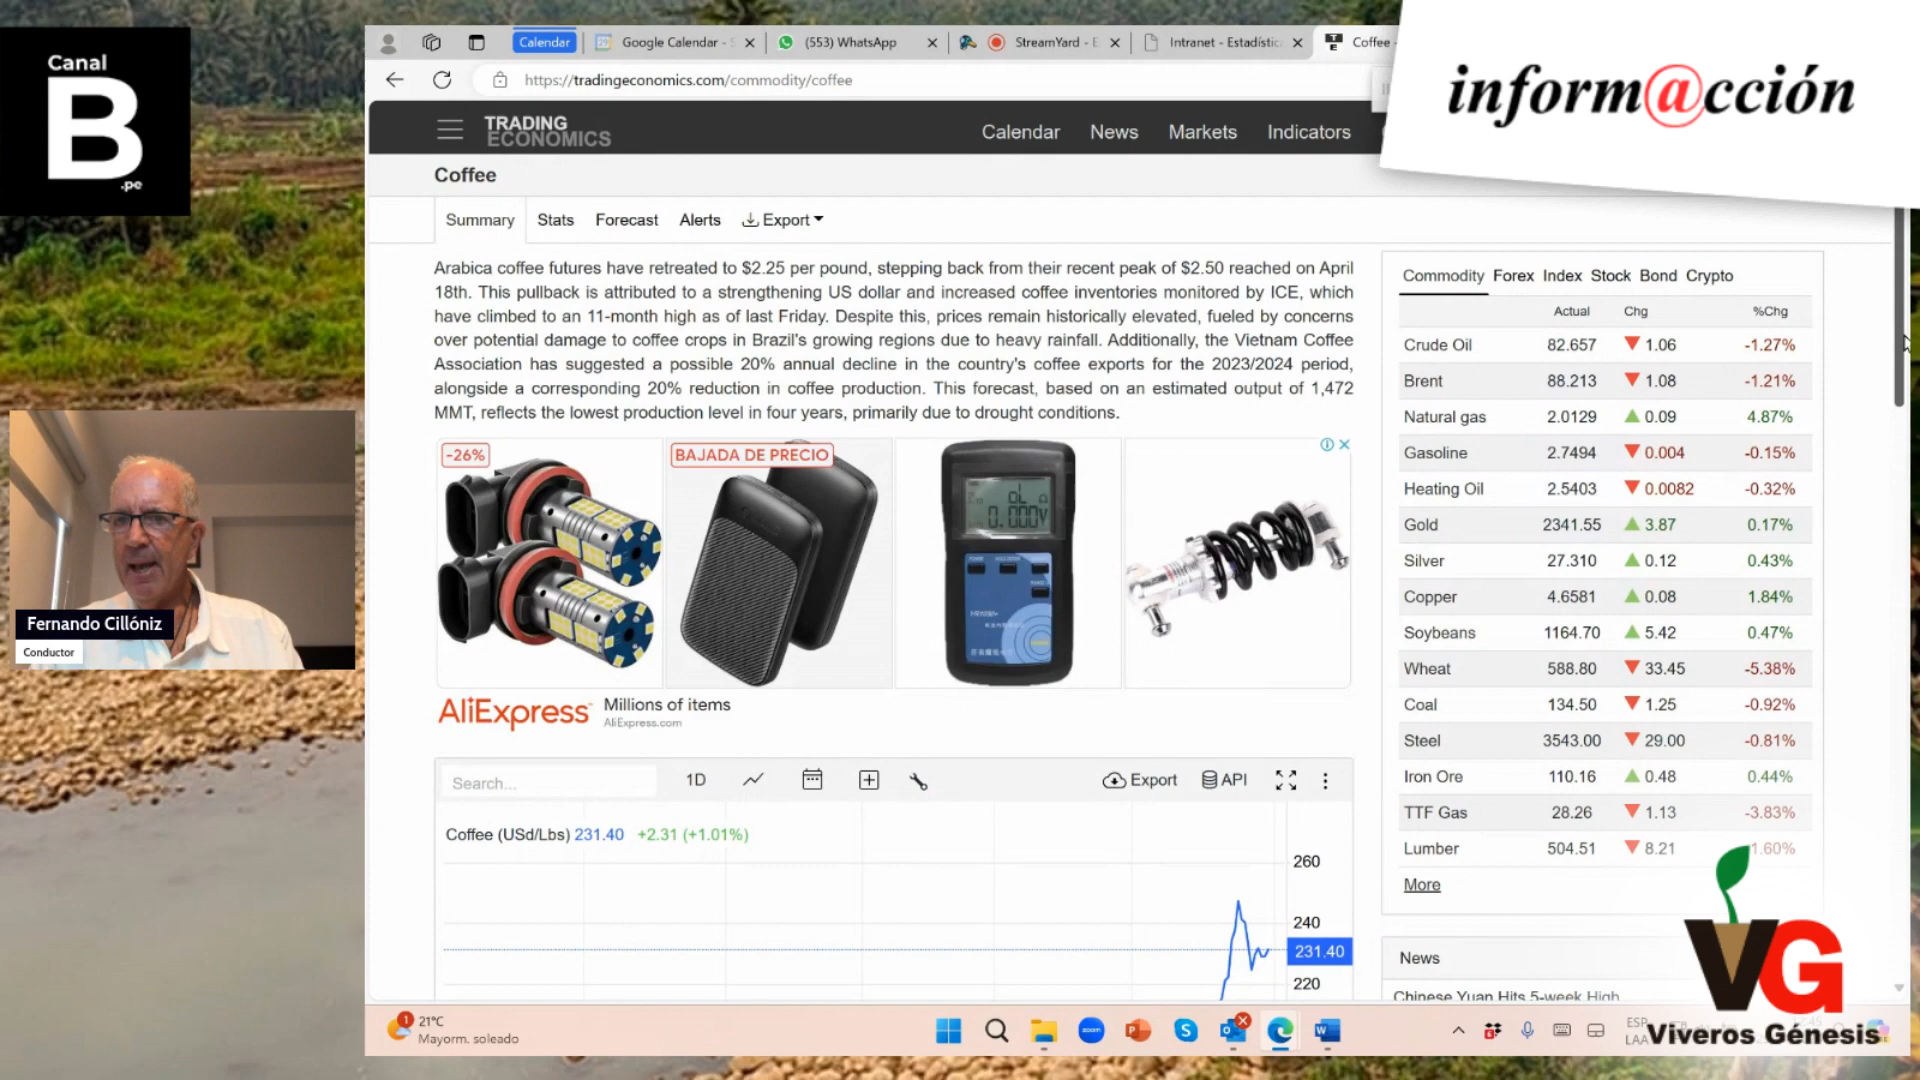 Canal
B
.pe
Calendar
Google Calendar -
(553) WhatsApp
StreamYard - E
Intranet - Estadístic
Coffee -
https://tradingeconomics.com/commodity/coffee
inform@cción
TRADING
ECONOMICS
Calendar News Markets Indicators
Coffee
Summary Stats Forecast Alerts Export
Arabica coffee futures have retreated to $2.25 per pound, stepping back from their recent peak of $2.50 reached on April
18th. This pullback is attributed to a strengthening US dollar and increased coffee inventories monitored by ICE, which
have climbed to an 11-month high as of last Friday. Despite this, prices remain historically elevated, fueled by concerns
over potential damage to coffee crops in Brazil's growing regions due to heavy rainfall. Additionally, the Vietnam Coffee
Association has suggested a possible 20% annual decline in the country's coffee exports for the 2023/2024 period,
alongside a corresponding 20% reduction in coffee production. This forecast, based on an estimated output of 1,472
MMT, reflects the lowest production level in four years, primarily due to drought conditions.
-26%
BAJADA DE PRECIO
0.000V
AliExpress
Millions of items
AliExpress.com
Fernando Cillóniz
Conductor
Search...
1D
Export
API
Coffee (USd/Lbs) 231.40 +2.31 (+1.01%)
260
240
231.40
220
Commodity Forex Index Stock Bond Crypto
Actual Chg %Chg
Crude Oil 82.657 1.06 -1.27%
Brent 88.213 1.08 -1.21%
Natural gas 2.0129 0.09 4.87%
Gasoline 2.7494 0.004 -0.15%
Heating Oil 2.5403 0.0082 -0.32%
Gold 2341.55 3.87 0.17%
Silver 27.310 0.12 0.43%
Copper 4.6581 0.08 1.84%
Soybeans 1164.70 5.42 0.47%
Wheat 588.80 33.45 -5.38%
Coal 134.50 1.25 -0.92%
Steel 3543.00 29.00 -0.81%
Iron Ore 110.16 0.48 0.44%
TTF Gas 28.26 1.13 -3.83%
Lumber 504.51 8.21 1.60%
More
News
Chinese Yuan Hits 5-week High
VG
Viveros Génesis
1
21°C
Mayorm. soleado
zoom
ESP
LAA